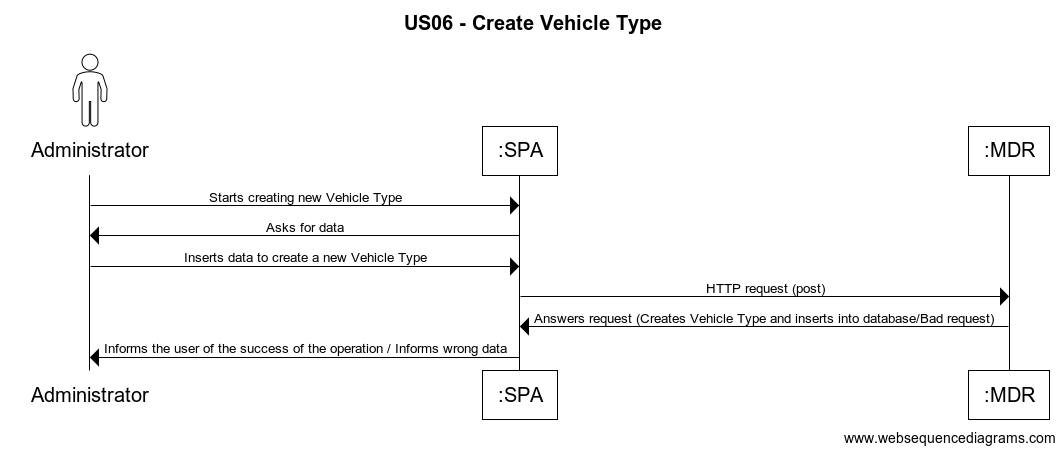 US06 - Create Vehicle Type
Administrator
:SPA
:MDR
Starts creating new Vehicle Type
Asks for data
Inserts data to create a new Vehicle Type
HTTP request (post)
Answers request (Creates Vehicle Type and inserts into database/Bad request)
Informs the user of the success of the operation / Informs wrong data
Administrator
:SPA
:MDR
www.websequencediagrams.com